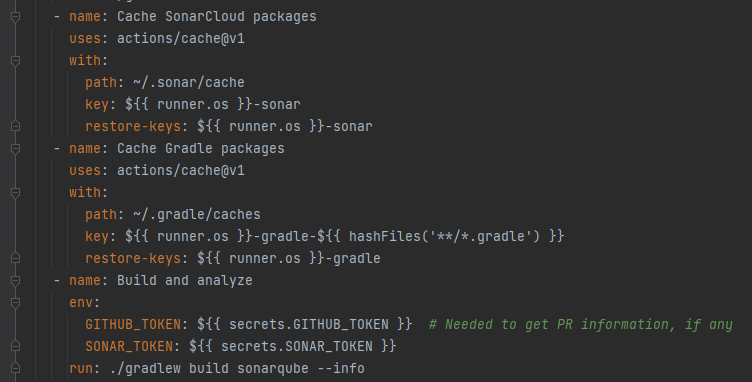 - name: Cache SonarCloud packages
uses: actions/cache@v1
with:
path: ~/.sonar/cache
key: ${{ runner.os }}-sonar
restore-keys: ${{ runner.os }}-sonar
- name: Cache Gradle packages
uses: actions/cache@v1
with:
path: ~/.gradle/caches
key: ${{ runner.os }}-gradle-${{ hashFiles('**/*.gradle') }}
restore-keys: ${{ runner.os }}-gradle
- name: Build and analyze
env:
GITHUB_TOKEN: ${{ secrets.GITHUB_TOKEN }}  # Needed to get PR information, if any
SONAR_TOKEN: ${{ secrets.SONAR_TOKEN }}
run: ./gradlew build sonarqube --info